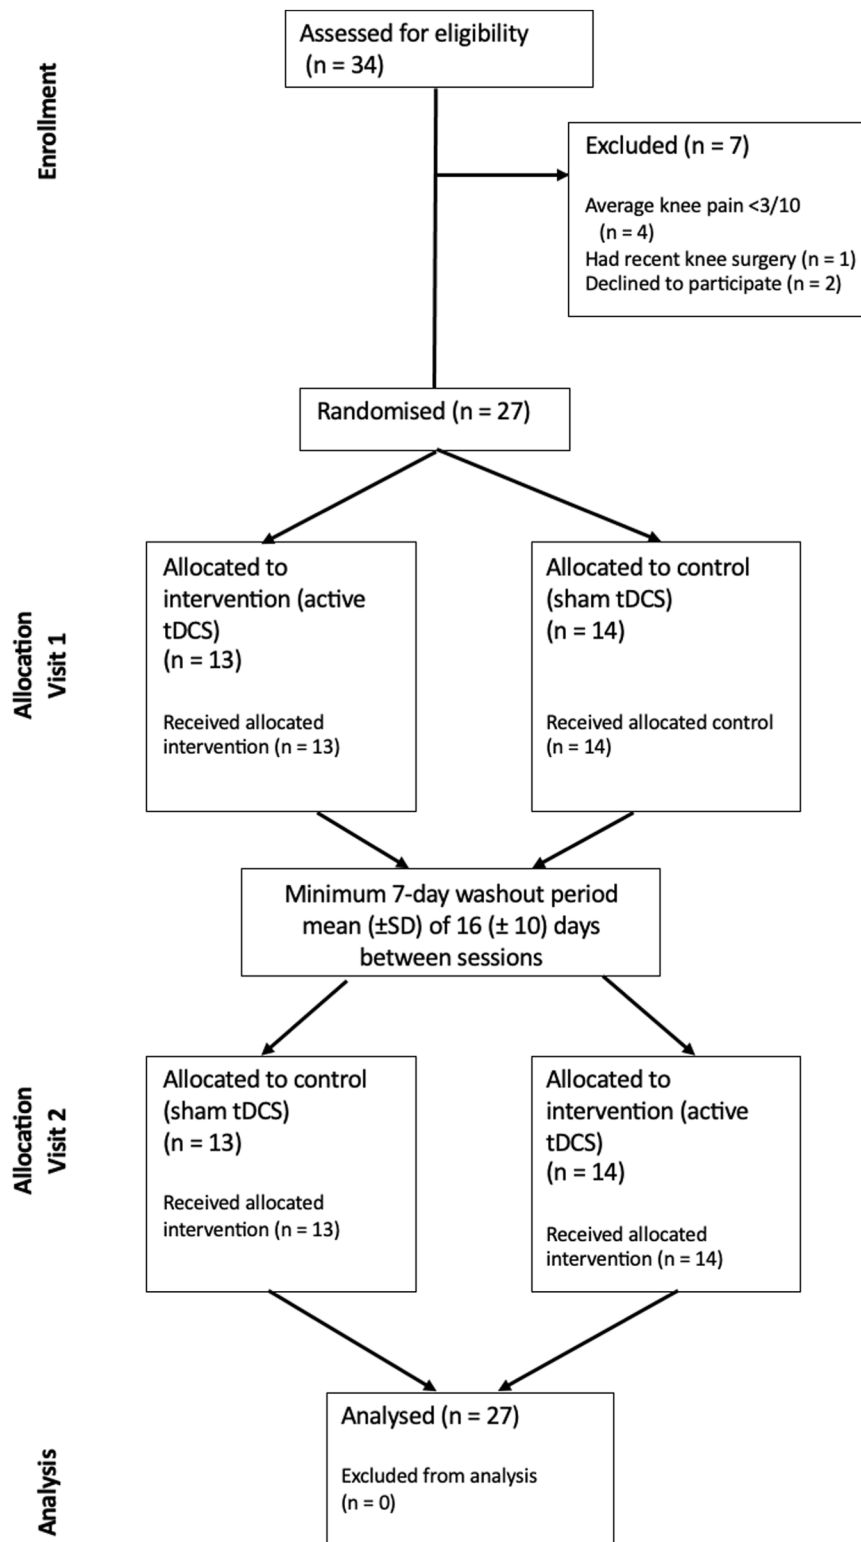 Enrollment
Assessed for eligibility
(n = 34)
Excluded (n = 7)
Average knee pain <3/10
(n = 4)
Had recent knee surgery (n = 1)
Declined to participate (n = 2)
Randomised (n = 27)
Allocation
Visit 1
Allocated to
intervention (active
tDCS)
(n = 13)
Received allocated
intervention (n = 13)
Allocated to control
(sham tDCS)
(n = 14)
Received allocated control
(n = 14)
Minimum 7-day washout period
mean (±SD) of 16 (± 10) days
between sessions
Allocation
Visit 2
Allocated to control
(sham tDCS)
(n = 13)
Received allocated
intervention (n = 13)
Allocated to
intervention (active
tDCS)
(n = 14)
Received allocated
intervention (n = 14)
Analysis
Analysed (n = 27)
Excluded from analysis
(n = 0)